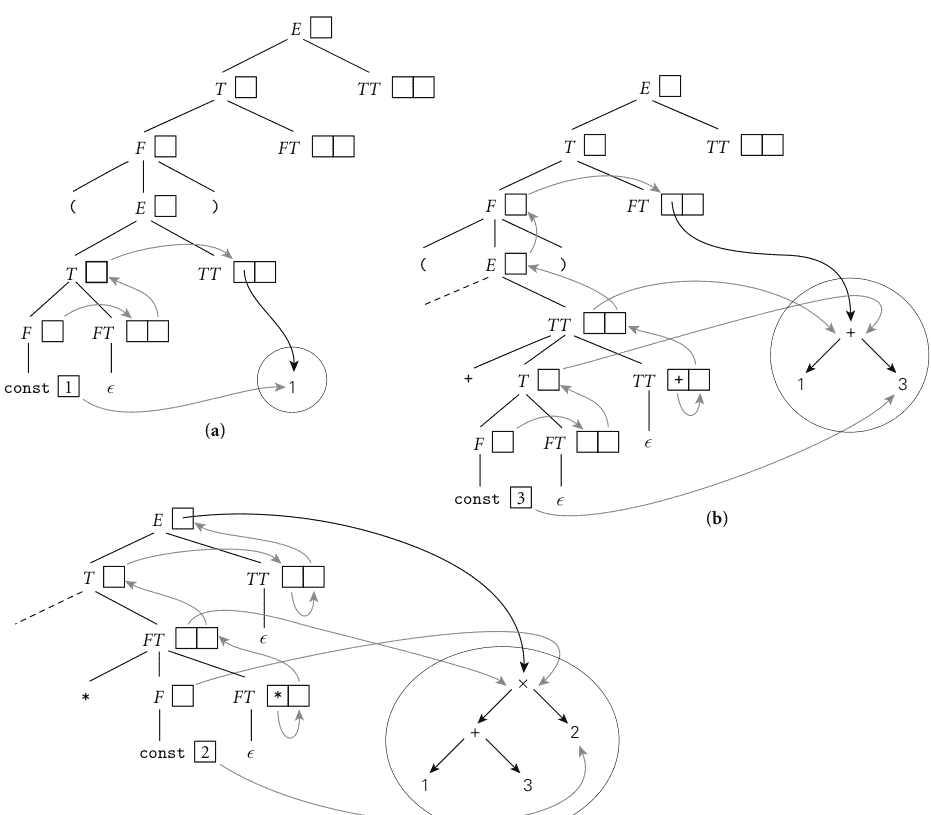 E
T TT
F FT
( E )
T TT
F FT
const 1 ϵ
1
(a)
E
T TT
F FT
( E )
TT
+ T TT +
F FT ϵ
const 3 ϵ
+
1 3
(b)
E
T TT
FT ϵ
* F FT *
const 2 ϵ
×
+ 2
1 3